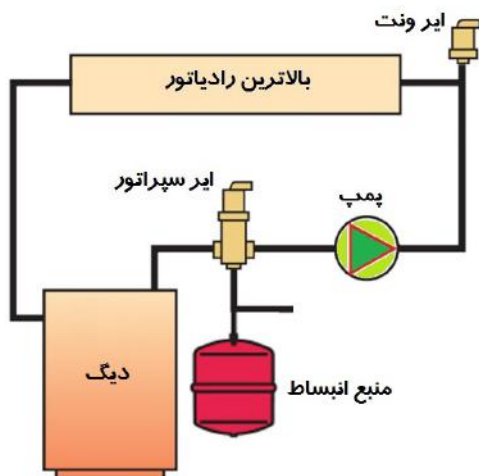 ایر ونت
بالاترین رادیاتور
ایر سپراتور
پمپ
دیگ
منبع انبساط